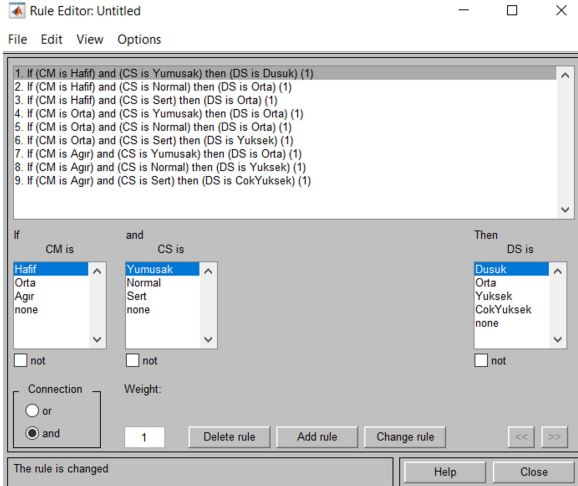 Rule Editor: Untitled
File Edit View Options
1. If (CM is Hafif) and (CS is Yumusak) then (DS is Dusuk) (1)
2. If (CM is Hafif) and (CS is Normal) then (DS is Orta) (1)
3. If (CM is Hafif) and (CS is Sert) then (DS is Orta) (1)
4. If (CM is Orta) and (CS is Yumusak) then (DS is Orta) (1)
5. If (CM is Orta) and (CS is Normal) then (DS is Orta) (1)
6. If (CM is Orta) and (CS is Sert) then (DS is Yuksek) (1)
7. If (CM is Agır) and (CS is Yumusak) then (DS is Orta) (1)
8. If (CM is Agır) and (CS is Normal) then (DS is Yuksek) (1)
9. If (CM is Agır) and (CS is Sert) then (DS is CokYuksek) (1)
If and Then
CM is CS is DS is
Hafif Yumusak Dusuk
Orta Normal Orta
Agır Sert Yuksek
none none CokYuksek
none
not not not
Connection Weight:
or
and 1 Delete rule Add rule Change rule << >>
The rule is changed Help Close